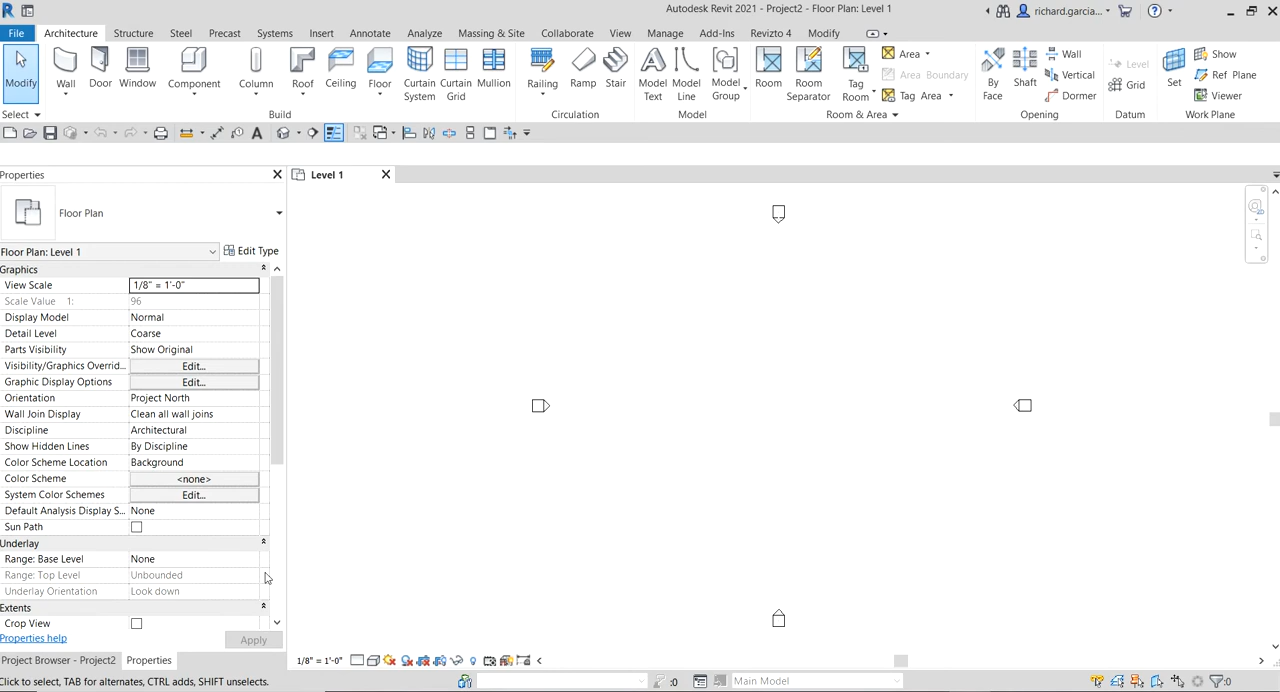 Autodesk Revit 2021 - Project2 - Floor Plan: Level 1
richard.garcia...
File Architecture Structure Steel Precast Systems Insert Annotate Analyze Massing & Site Collaborate View Manage Add-Ins Revizto 4 Modify
Modify Wall Door Window Component Column Roof Ceiling Floor Curtain System Curtain Grid Mullion Railing Ramp Stair Model Text Model Line Model Group Room Room Separator Tag Room By Face Shaft Set
Area Wall Level Show
Area Boundary Vertical Grid Ref Plane
Tag Area Dormer Viewer
Select Build Circulation Model Room & Area Opening Datum Work Plane
Properties
Level 1
Floor Plan
Floor Plan: Level 1 Edit Type
Graphics
View Scale 1/8" = 1'-0"
Scale Value 1: 96
Display Model Normal
Detail Level Coarse
Parts Visibility Show Original
Visibility/Graphics Overrid... Edit...
Graphic Display Options Edit...
Orientation Project North
Wall Join Display Clean all wall joins
Discipline Architectural
Show Hidden Lines By Discipline
Color Scheme Location Background
Color Scheme <none>
System Color Schemes Edit...
Default Analysis Display S... None
Sun Path
Underlay
Range: Base Level None
Range: Top Level Unbounded
Underlay Orientation Look down
Extents
Crop View
Properties help Apply
Project Browser - Project2 Properties
1/8" = 1'-0"
Click to select, TAB for alternates, CTRL adds, SHIFT unselects.
:0
Main Model
:0